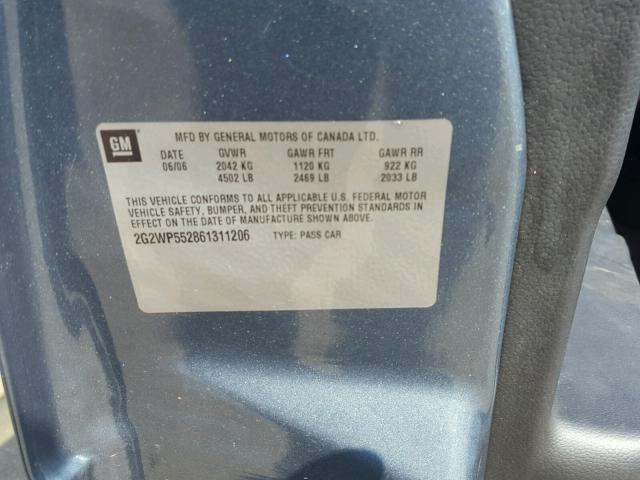 GM
MFD BY GENERAL MOTORS OF CANADA LTD.
DATE GVWR GAWR FRT GAWR RR
06/06 2042 KG 1120 KG 922 KG
4502 LB 2469 LB 2033 LB
THIS VEHICLE CONFORMS TO ALL APPLICABLE U.S. FEDERAL MOTOR
VEHICLE SAFETY, BUMPER, AND THEFT PREVENTION STANDARDS IN
EFFECT ON THE DATE OF MANUFACTURE SHOWN ABOVE.
2G2WP552861311206 TYPE: PASS CAR